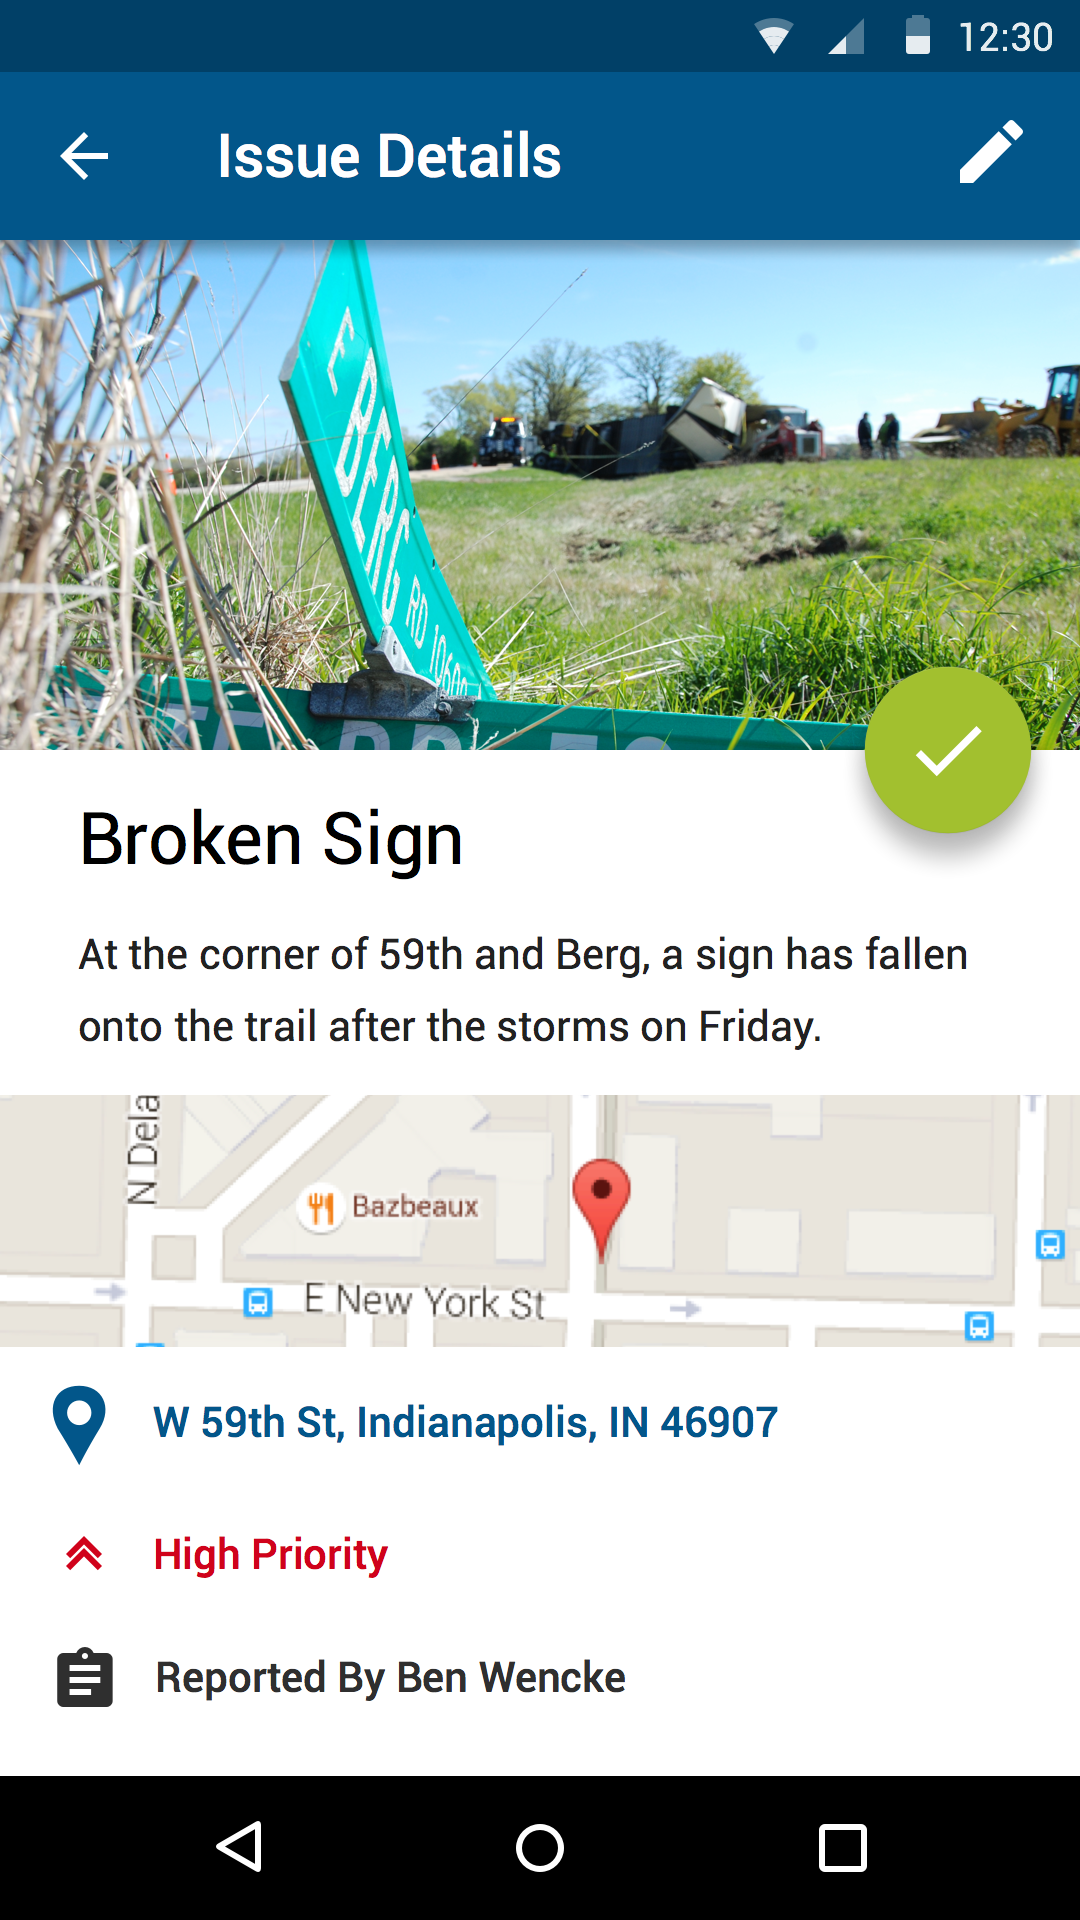 12:30
Issue Details
BERG RD
Broken Sign
At the corner of 59th and Berg, a sign has fallen
onto the trail after the storms on Friday.
N Dela
Bazbeaux
E New York St
W 59th St, Indianapolis, IN 46907
High Priority
Reported By Ben Wencke